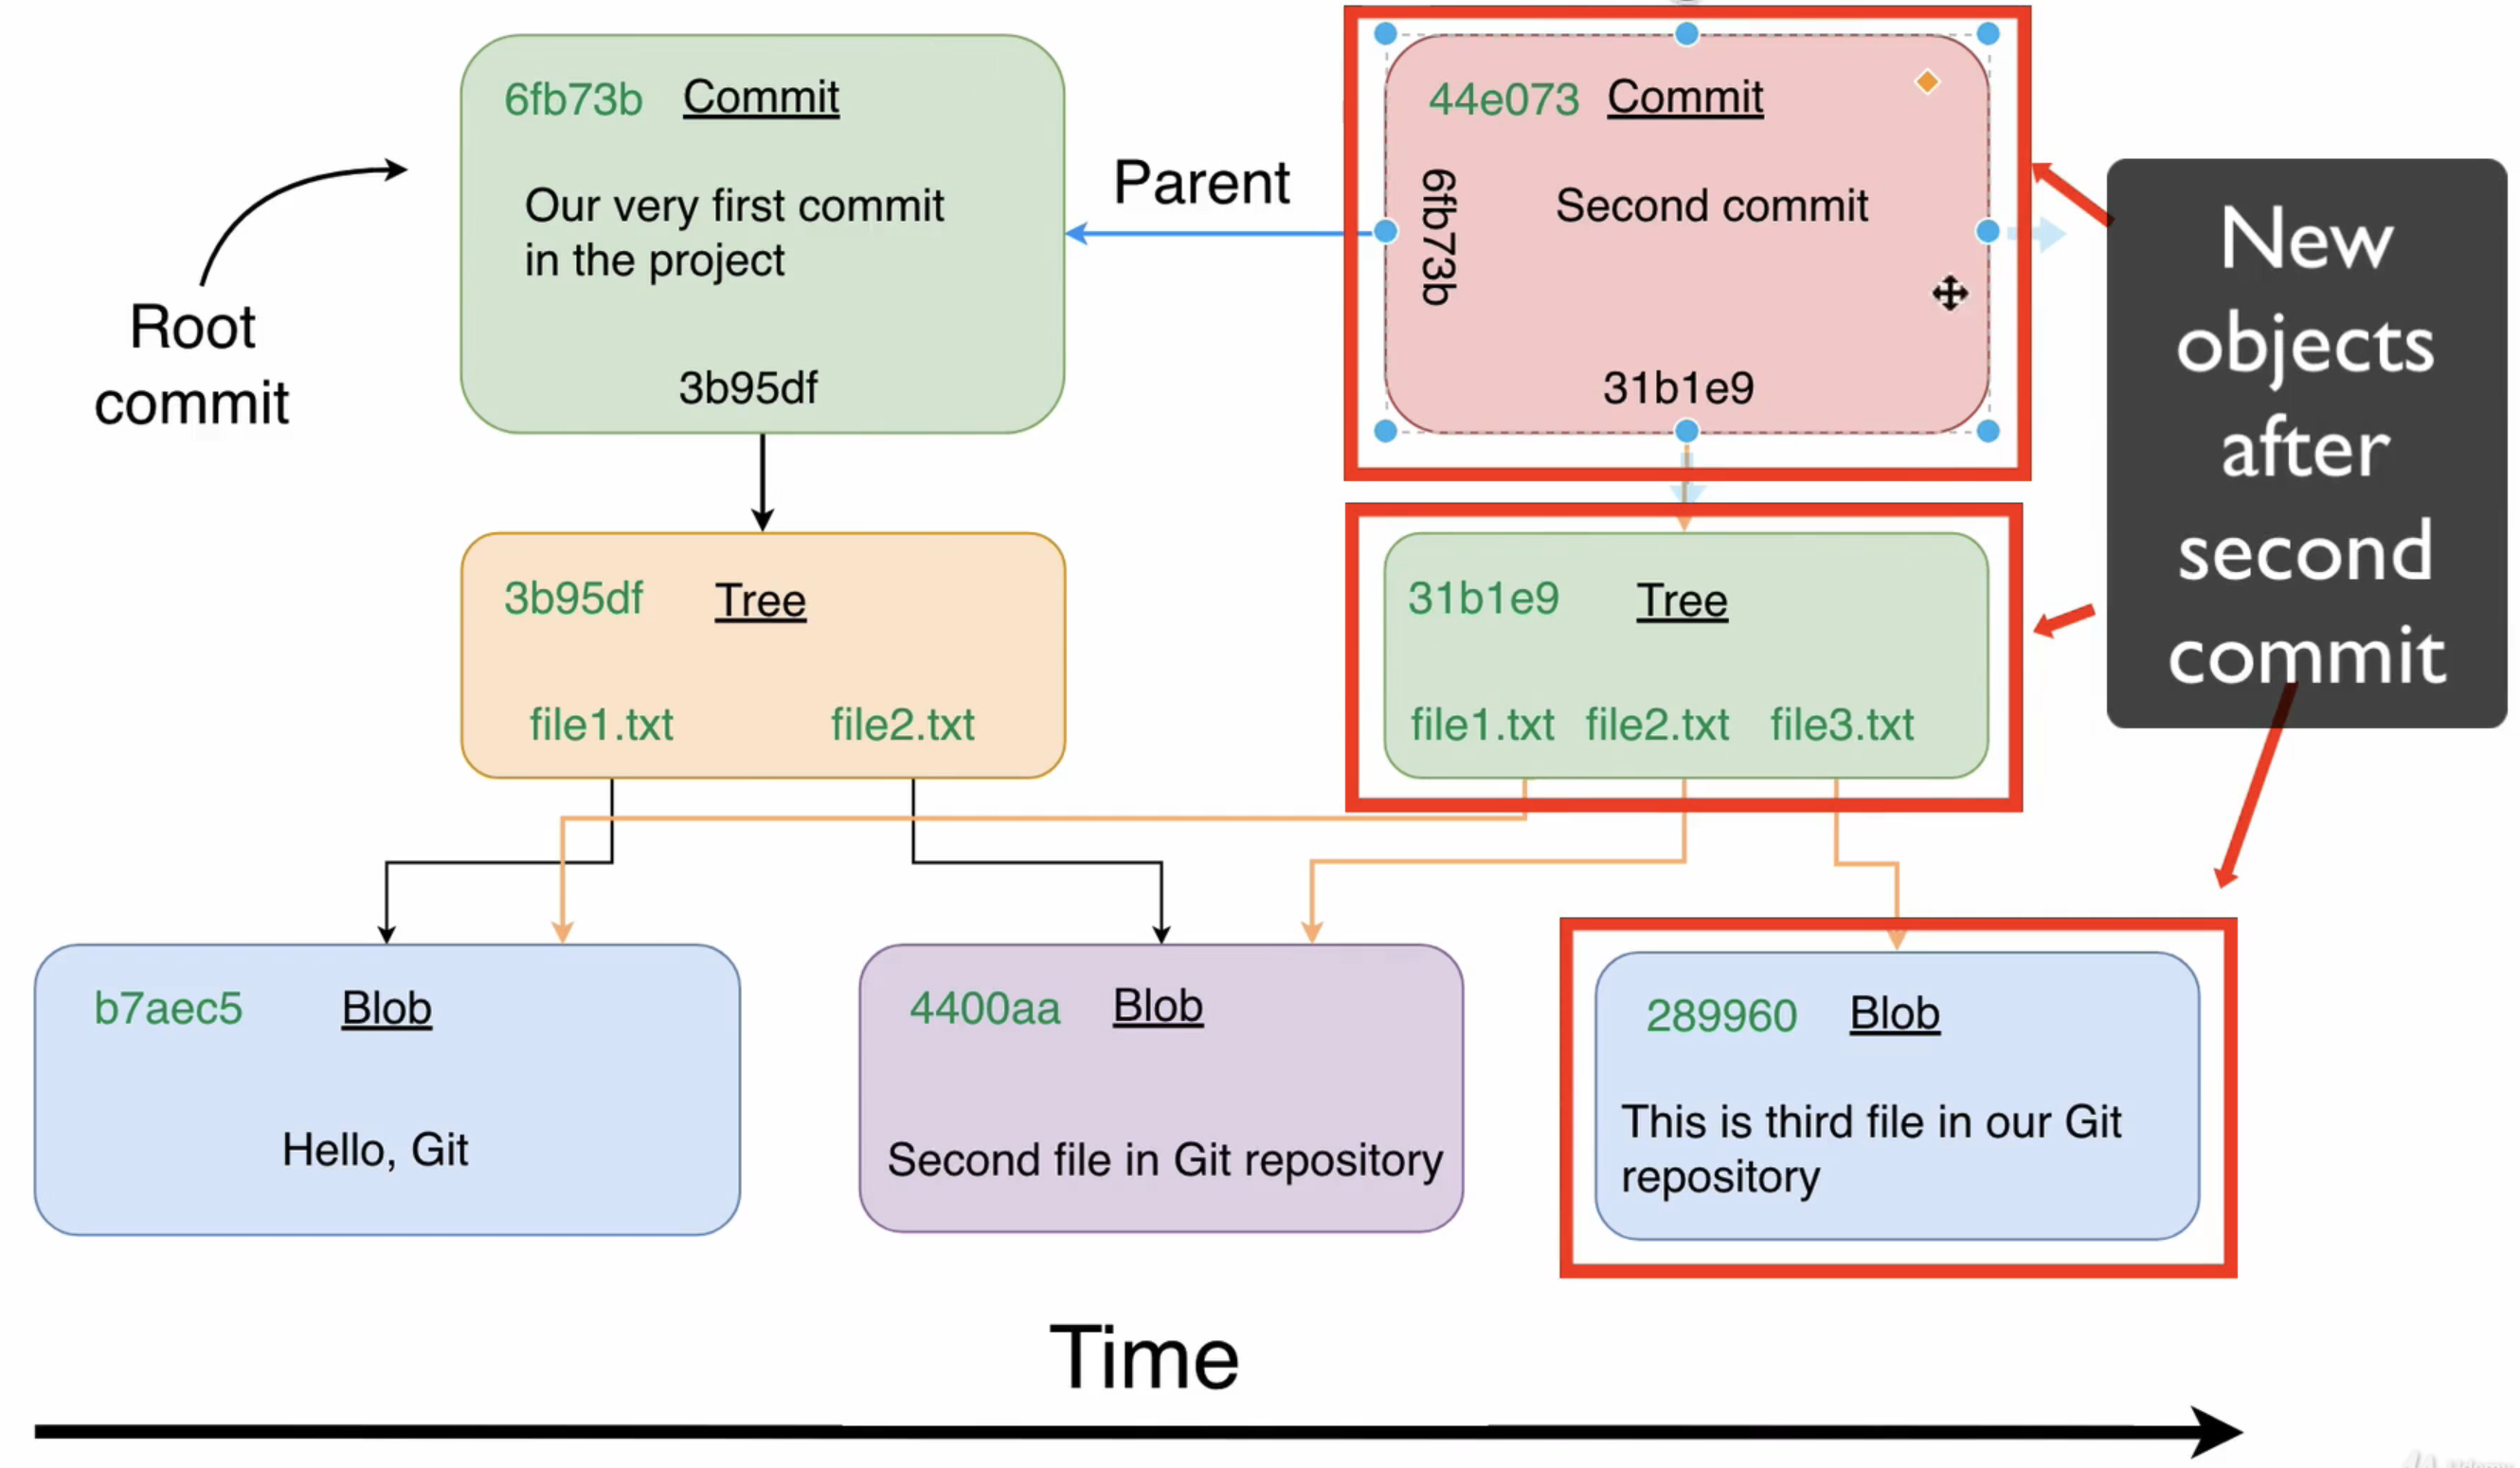 6fb73b Commit
Our very first commit
in the project
3b95df
Root
commit
Parent
44e073 Commit
6fb73b
Second commit
31b1e9
New
objects
after
second
commit
3b95df Tree
file1.txt file2.txt
31b1e9 Tree
file1.txt file2.txt file3.txt
b7aec5 Blob
Hello, Git
4400aa Blob
Second file in Git repository
289960 Blob
This is third file in our Git
repository
Time